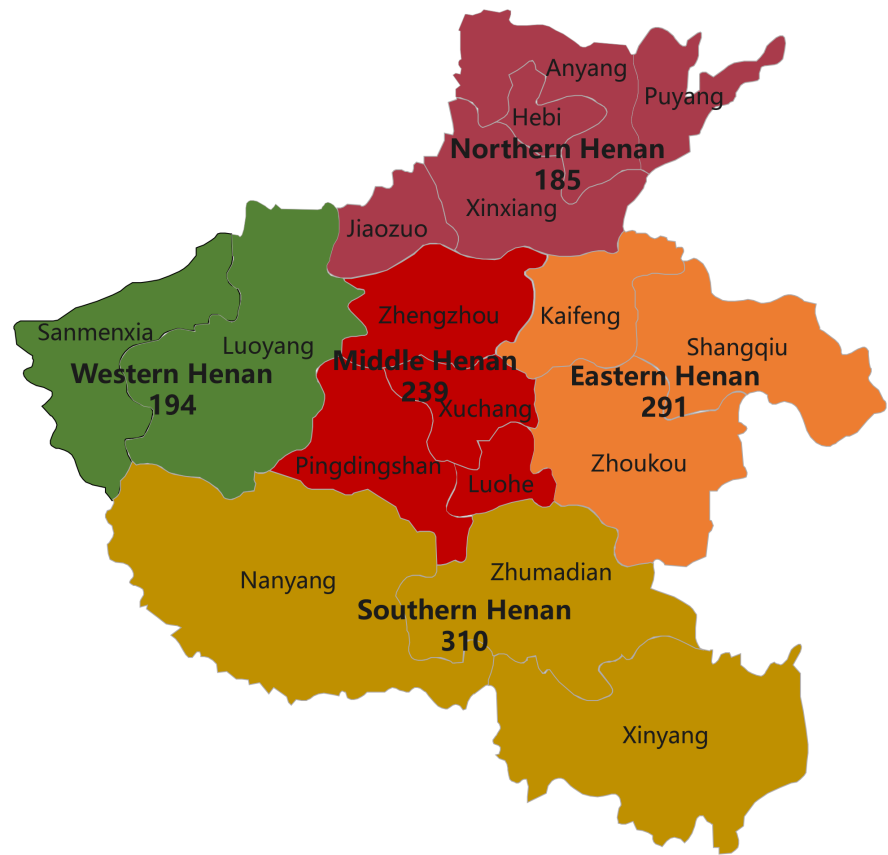 Anyang
Puyang
Hebi
Northern Henan
185
Xinxiang
Jiaozuo
Zhengzhou
Kaifeng
Sanmenxia
Luoyang
Shangqiu
Western Henan
194
Middle Henan
239
Eastern Henan
291
Xuchang
Pingdingshan
Luohe
Zhoukou
Nanyang
Zhumadian
Southern Henan
310
Xinyang